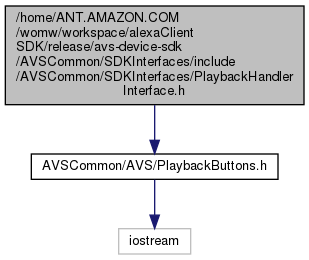 /home/ANT.AMAZON.COM
/womw/workspace/alexaClient
SDK/release/avs-device-sdk
/AVSCommon/SDKInterfaces/include
/AVSCommon/SDKInterfaces/PlaybackHandler
Interface.h
AVSCommon/AVS/PlaybackButtons.h
iostream